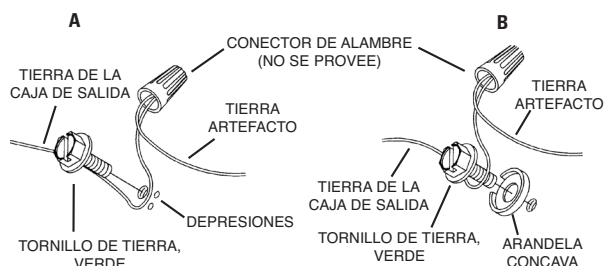 A
B
CONECTOR DE ALAMBRE
(NO SE PROVEE)
TIERRA DE LA
CAJA DE SALIDA
TIERRA
ARTEFACTO
TIERRA
ARTEFACTO
DEPRESIONES
TIERRA DE LA
CAJA DE SALIDA
TORNILLO DE TIERRA,
VERDE
TORNILLO DE TIERRA,
VERDE
ARANDELA
CONCAVA